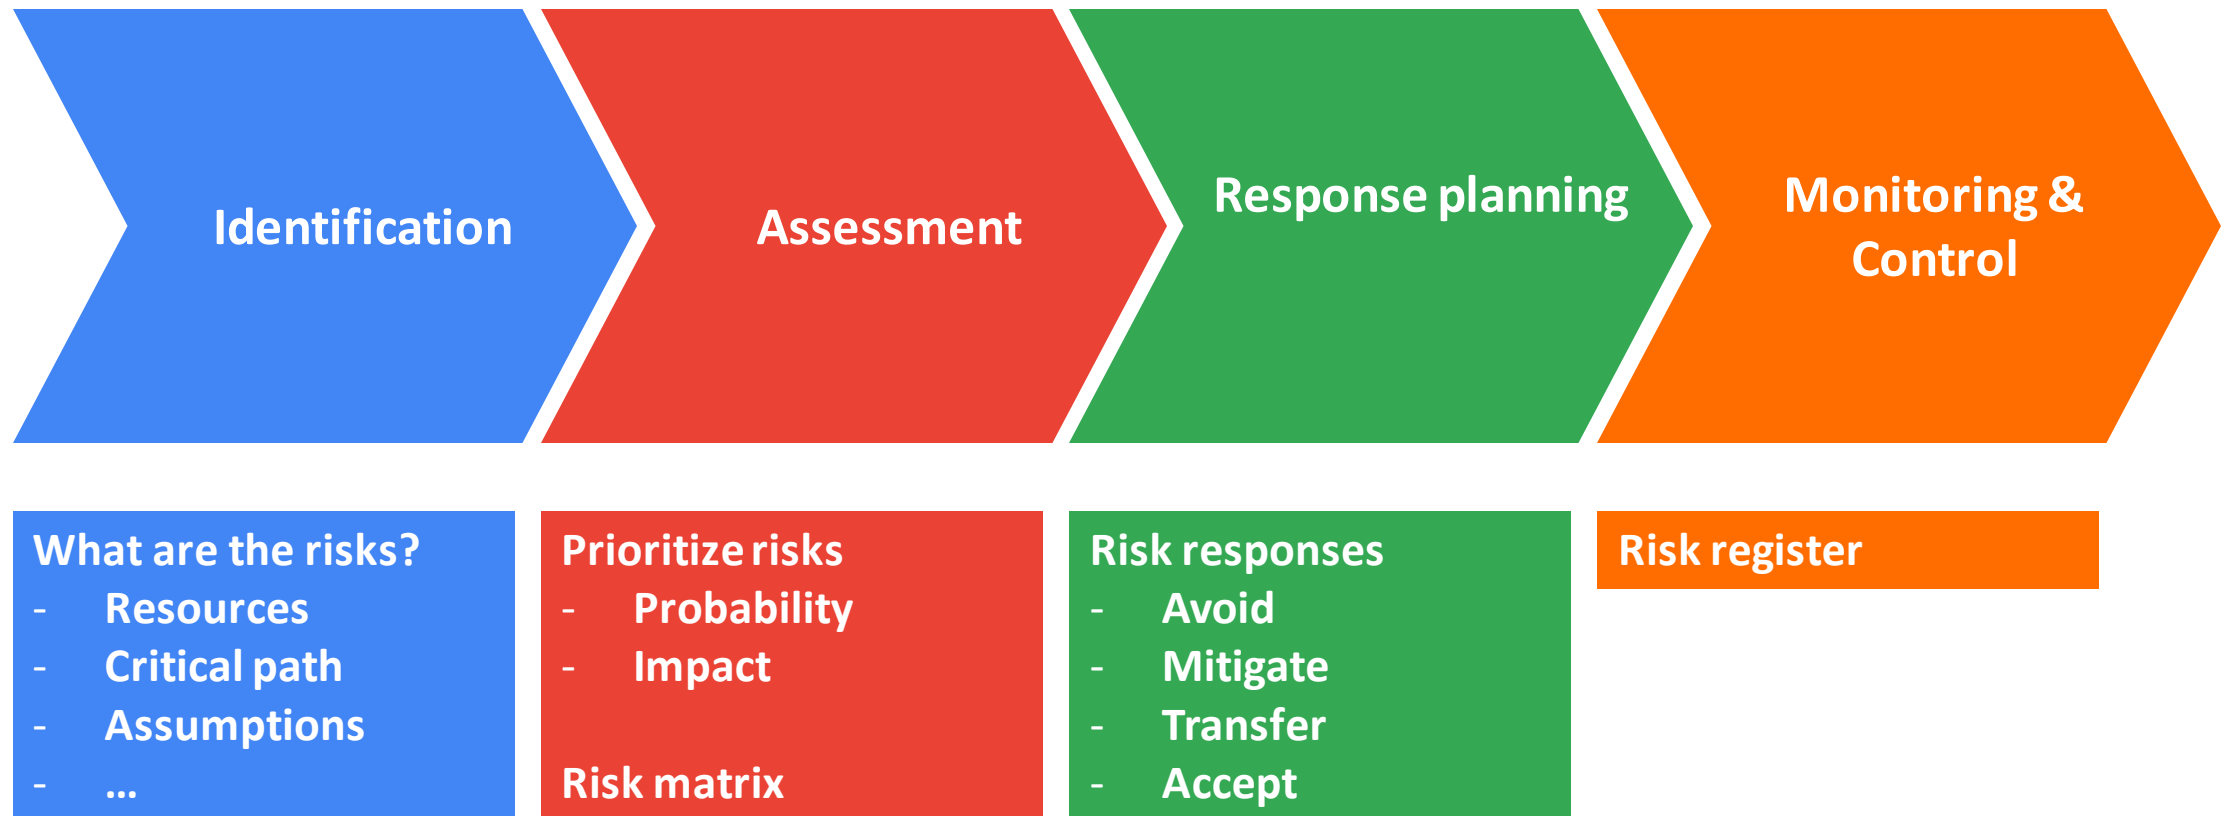 Identification
Assessment
Response planning
Monitoring &
Control
What are the risks?
- Resources
- Critical path
- Assumptions
- ...
Prioritize risks
- Probability
- Impact
Risk matrix
Risk responses
- Avoid
- Mitigate
- Transfer
- Accept
Risk register